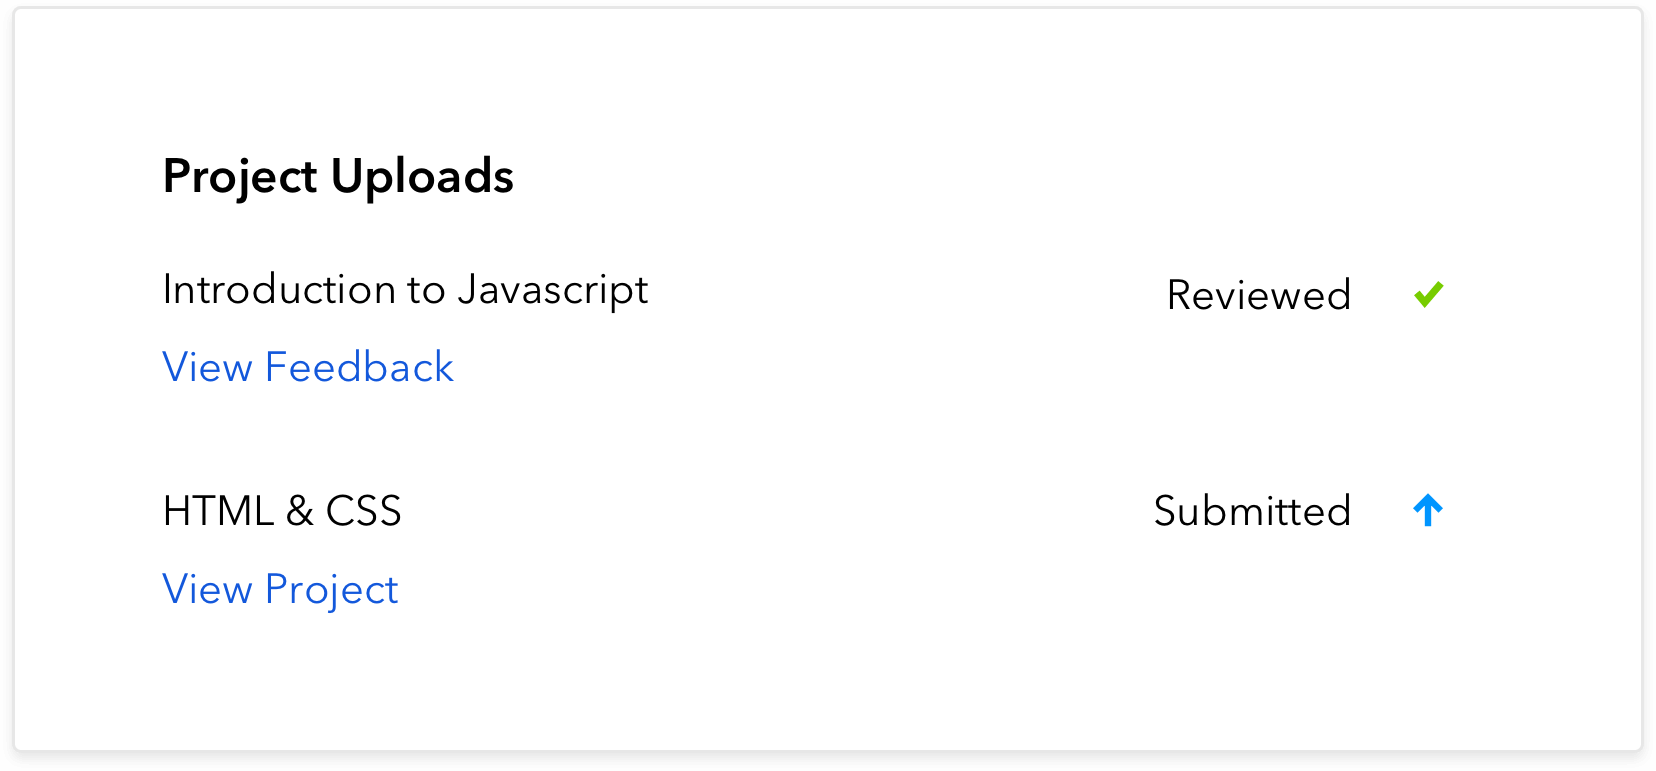 Project Uploads
Introduction to Javascript
Reviewed
View Feedback
HTML & CSS
Submitted
View Project